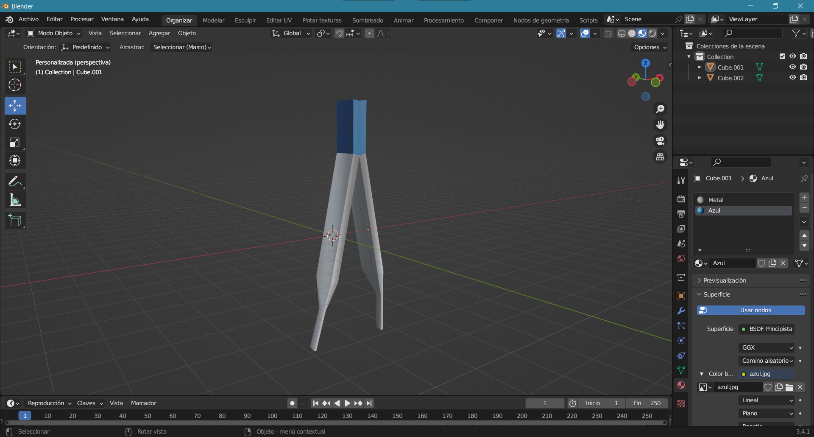 Blender
Archivo Editar Procesar Ventana Ayuda Organizar Modelar Esculpir Editar UV Pintar texturas Sombreado Animar Procesamiento Componer Nodos de geometría Scripts Scene ViewLayer
Modo Objeto Vista Seleccionar Agregar Objeto Global
Orientación: Predefinido Arrastrar: Seleccionar (Marco) Opciones
Personalizada (perspectiva)
(1) Collection | Cube.001
Z
Y
X
Colecciones de la escena
Collection
Cube.001
Cube.002
Cube.001 > Azul
Metal
Azul
Azul
Previsualización
Superficie
Usar nodos
Superficie BSDF Principista
GGX
Camino aleatorio
Color b... azul.jpg
azul.jpg
Lineal
Plano
Reproducción Claves Vista Marcador 1 Inicio 1 Fin 250
1 10 20 30 40 50 60 70 80 90 100 110 120 130 140 150 160 170 180 190 200 210 220 230 240 250
Seleccionar Rotar vista Objeto - menú contextual 3.4.1